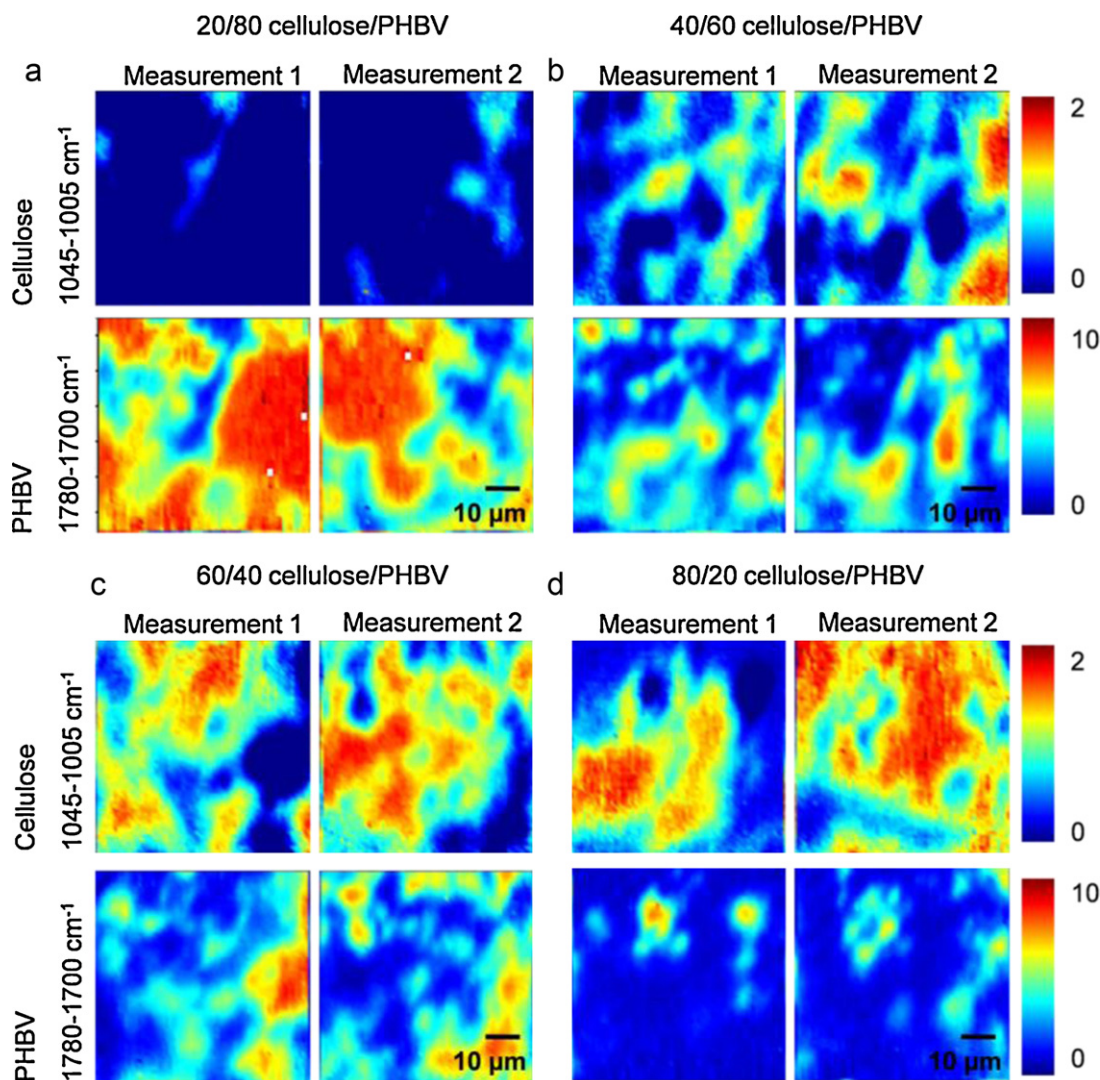 20/80 cellulose/PHBV
40/60 cellulose/PHBV
a
Measurement 1
Measurement 2
b
Measurement 1
Measurement 2
Cellulose
1045-1005 cm⁻¹
2
0
PHBV
1780-1700 cm⁻¹
10 µm
10 µm
10
0
60/40 cellulose/PHBV
80/20 cellulose/PHBV
c
Measurement 1
Measurement 2
d
Measurement 1
Measurement 2
Cellulose
1045-1005 cm⁻¹
2
0
PHBV
1780-1700 cm⁻¹
10 µm
10 µm
10
0